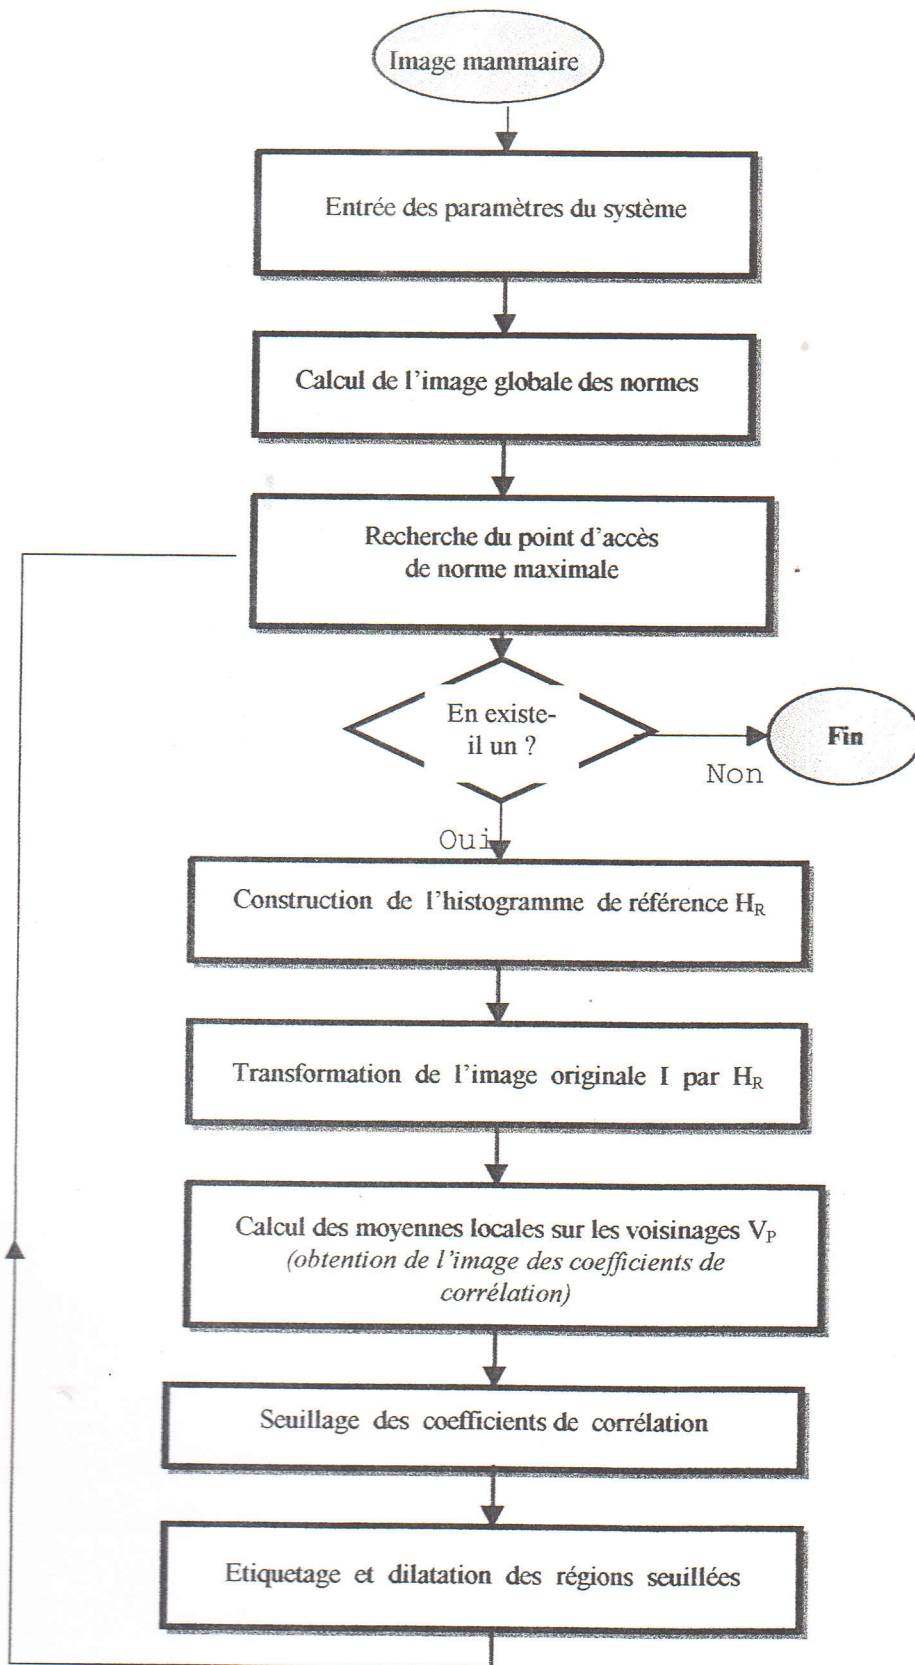 Image mammaire
Entrée des paramètres du système
Calcul de l'image globale des normes
Recherche du point d'accès
de norme maximale
En existe-
il un ?
Fin
Non
Oui
Construction de l'histogramme de référence H_R
Transformation de l'image originale I par H_R
Calcul des moyennes locales sur les voisinages V_P
(obtention de l'image des coefficients de
corrélation)
Seuillage des coefficients de corrélation
Etiquetage et dilatation des régions seuillées